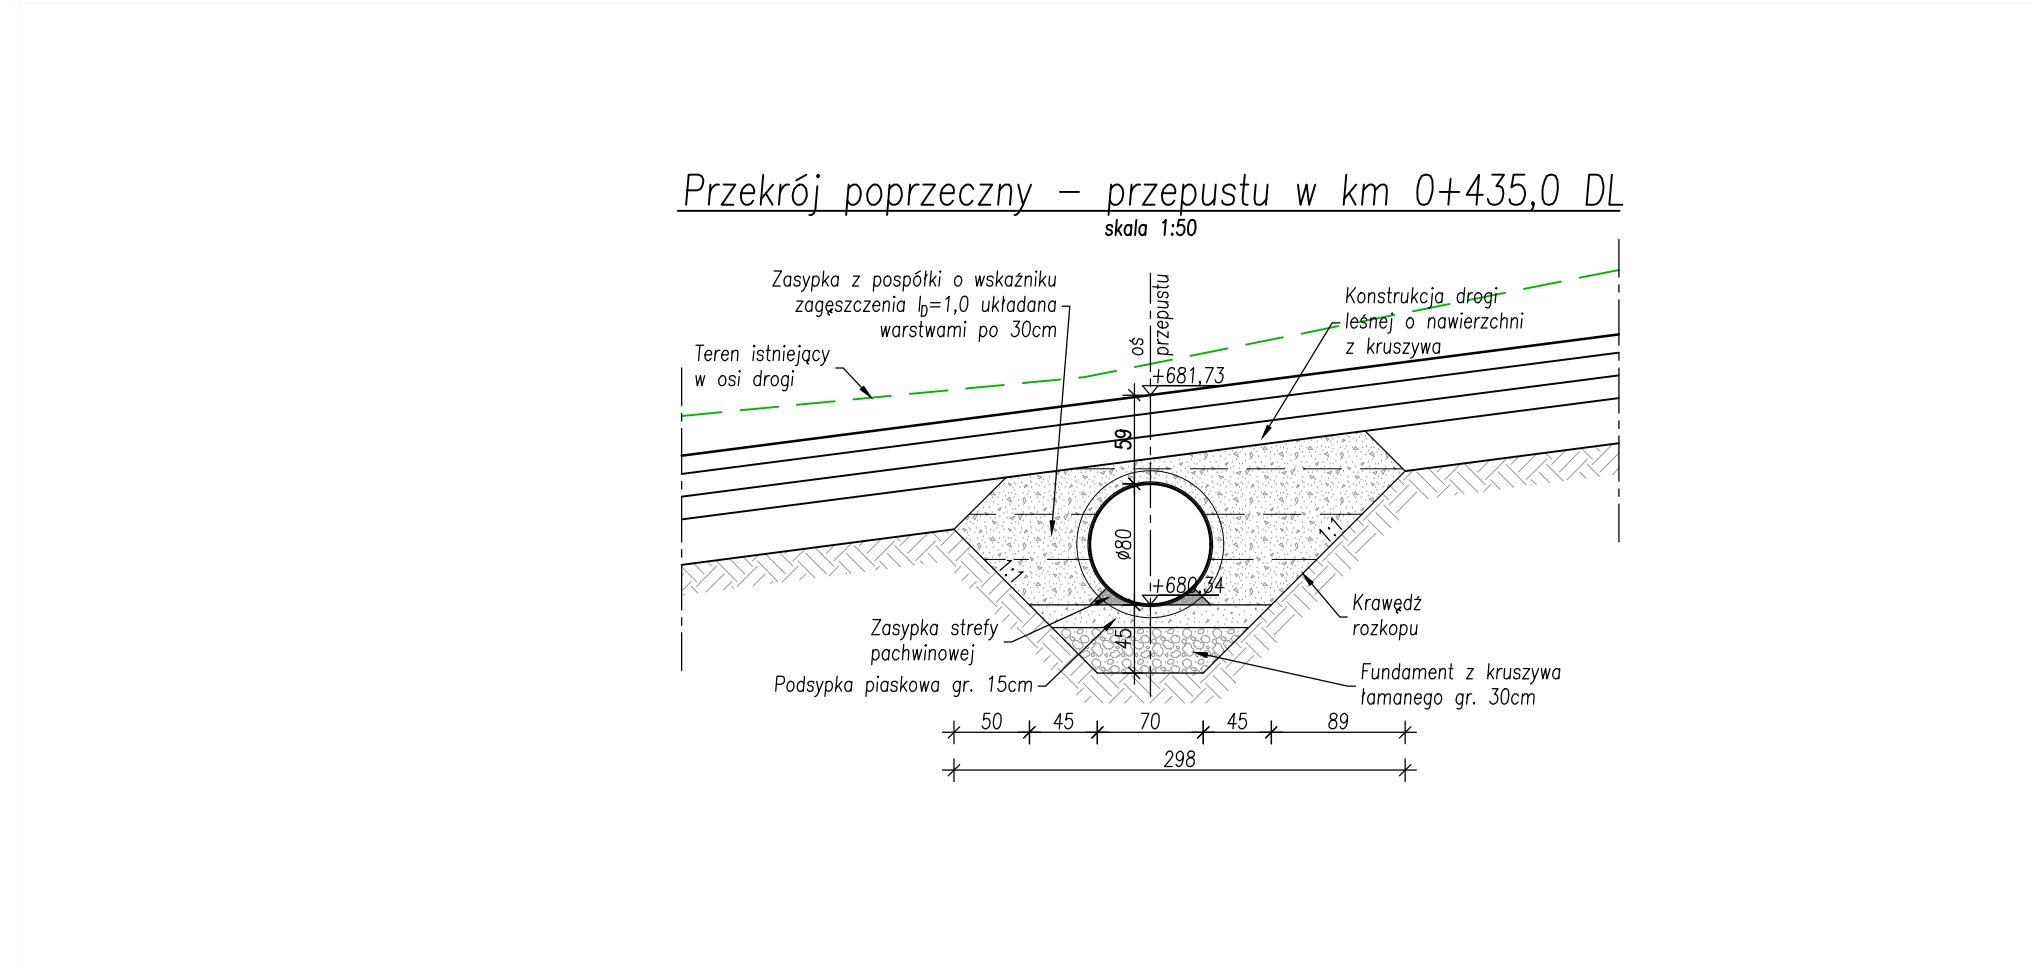 Przekrój poprzeczny – przepustu w km 0+435,0 DL
skala 1:50
Zasypka z pospółki o wskaźniku
zagęszczenia I_D=1,0 układana
warstwami po 30cm
oś
przepustu
Konstrukcja drogi
leśnej o nawierzchni
z kruszywa
Teren istniejący
w osi drogi
+681,73
59
ø80
1:1
1:1
+680,34
45
Krawędź
rozkopu
Zasypka strefy
pachwinowej
Podsypka piaskowa gr. 15cm
Fundament z kruszywa
łamanego gr. 30cm
50 45 70 45 89
298